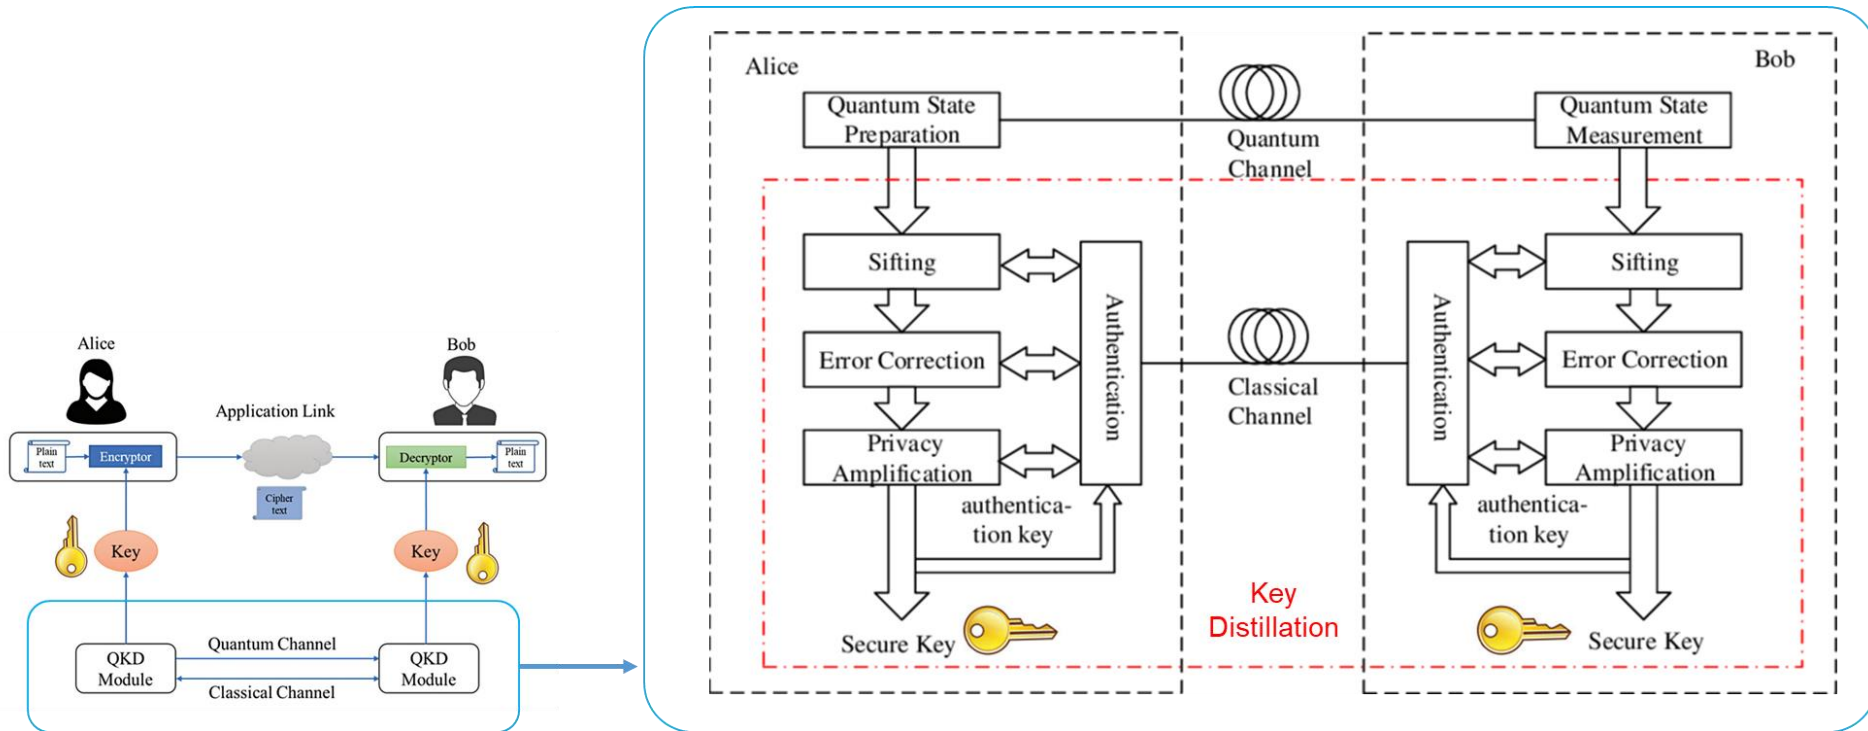 Alice
Bob
Application Link
Plain
text
Encryptor
Decryptor
Plain
text
Cipher
text
Key
Key
QKD
Module
Quantum Channel
Classical Channel
QKD
Module
Alice
Bob
Quantum State
Preparation
Quantum
Channel
Quantum State
Measurement
Sifting
Error Correction
Privacy
Amplification
Authentication
authentica-
tion key
Secure Key
Classical
Channel
Key
Distillation
Authentication
Sifting
Error Correction
Privacy
Amplification
authentica-
tion key
Secure Key